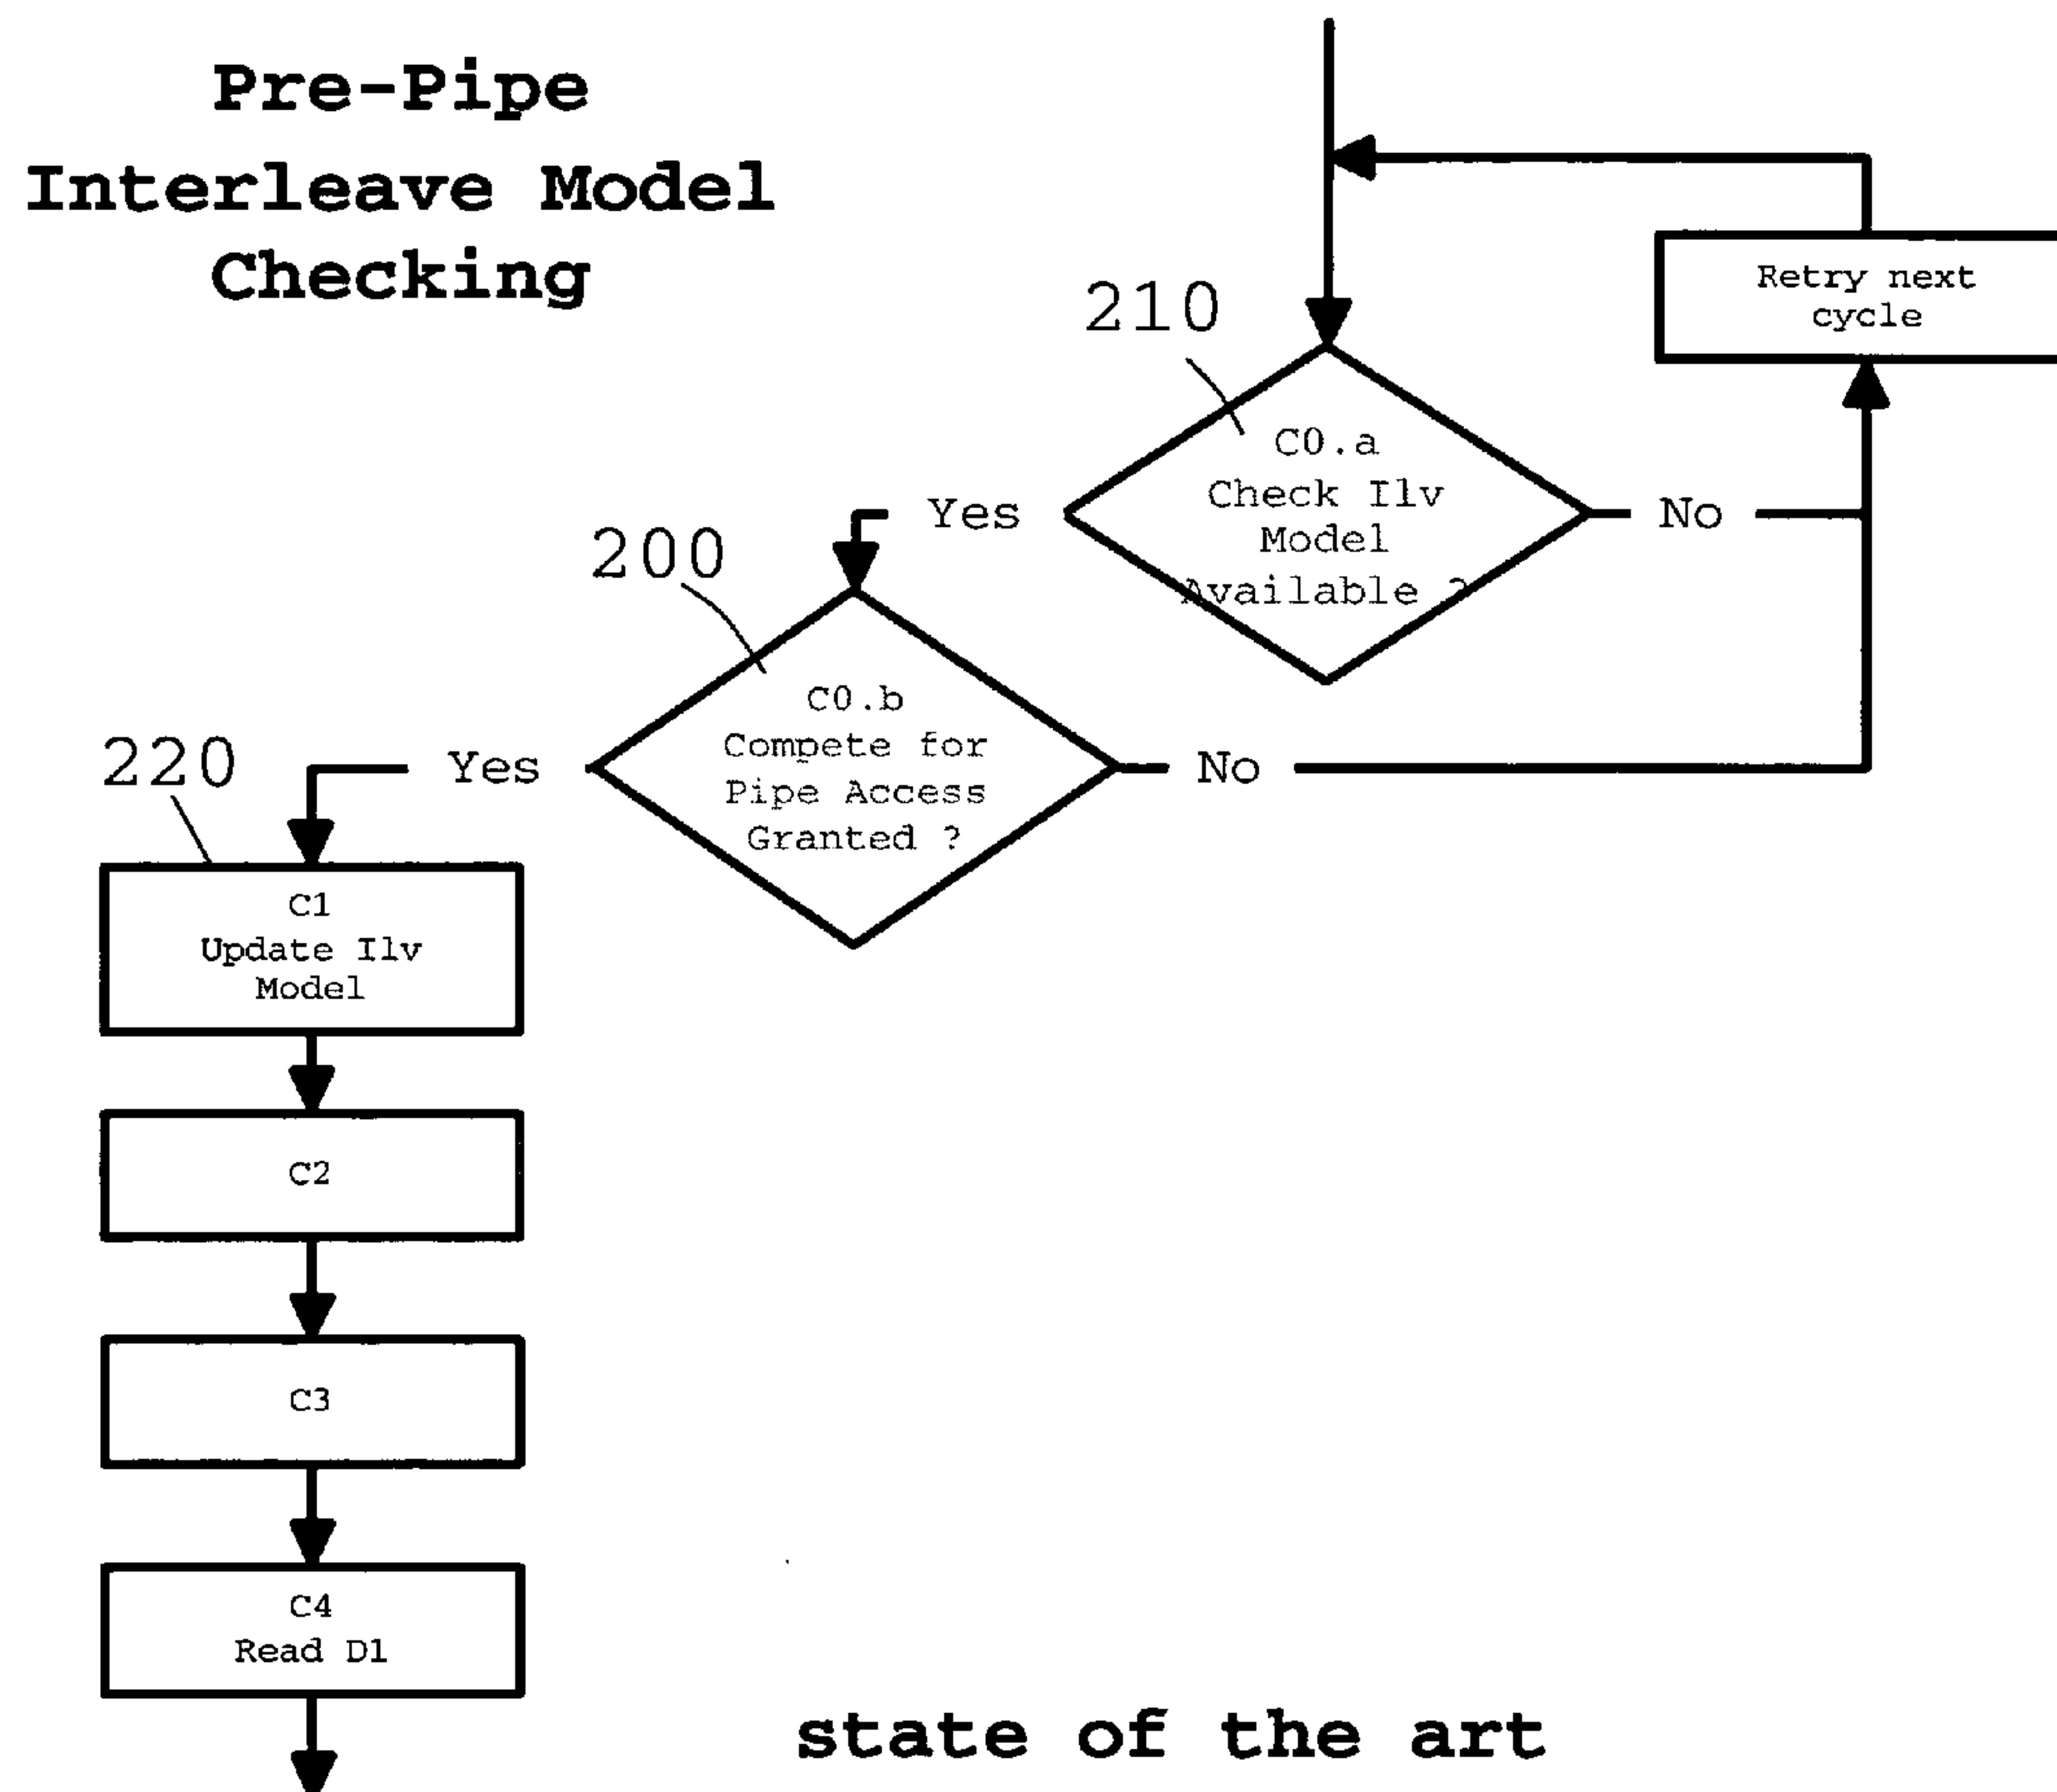 Pre-Pipe
Interleave Model
Checking
Retry next
cycle
210
C0.a
Check Ilv
Model
Available ?
Yes
No
200
C0.b
Compete for
Pipe Access
Granted ?
Yes
No
220
C1
Update Ilv
Model
C2
C3
C4
Read D1
state of the art